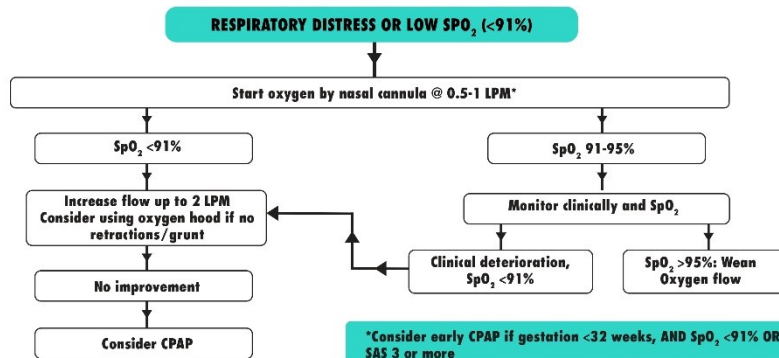 RESPIRATORY DISTRESS OR LOW SPO₂ (<91%)
Start oxygen by nasal cannula @ 0.5-1 LPM*
SpO₂ <91%
SpO₂ 91-95%
Increase flow up to 2 LPM
Consider using oxygen hood if no
retractions/grunt
Monitor clinically and SpO₂
Clinical deterioration,
SpO₂ <91%
SpO₂ >95%: Wean
Oxygen flow
No improvement
Consider CPAP
*Consider early CPAP if gestation <32 weeks, AND SpO₂ <91% OR
SAS 3 or more